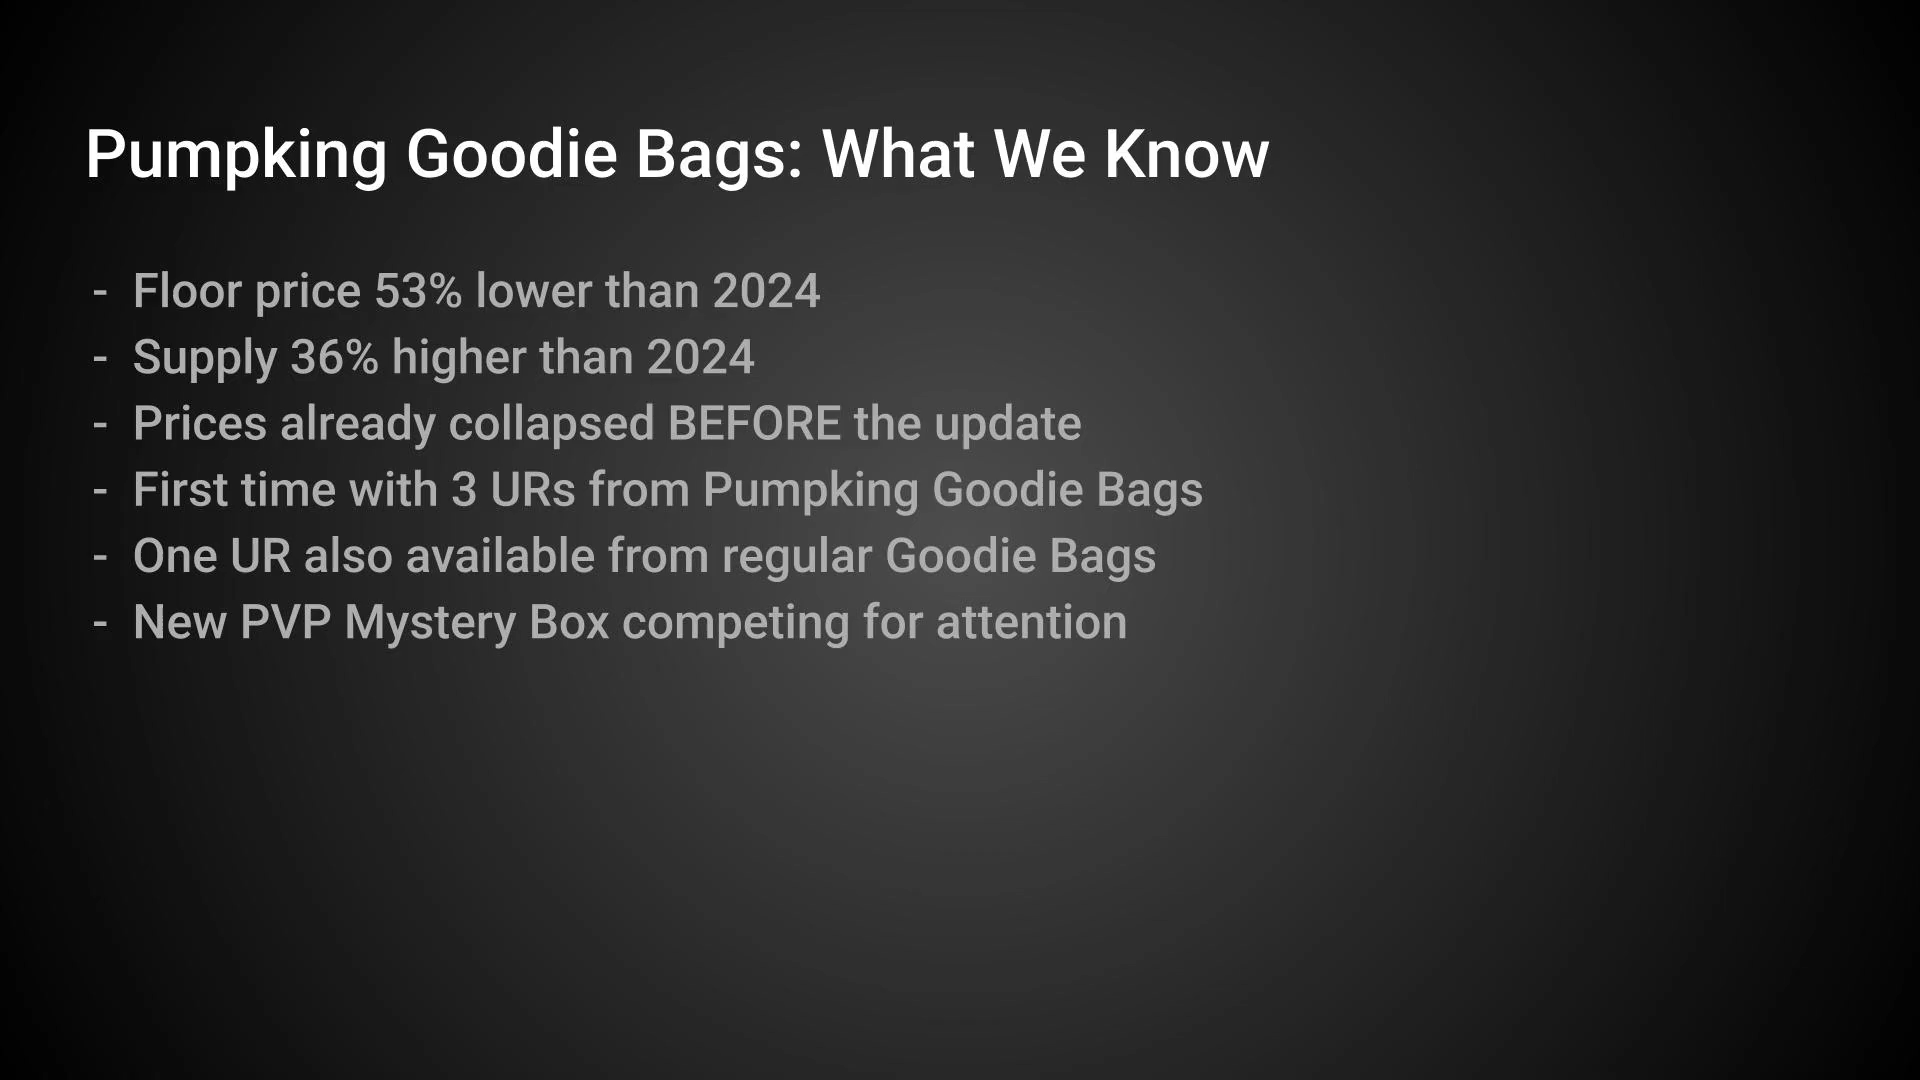 Pumpking Goodie Bags: What We Know
- Floor price 53% lower than 2024
- Supply 36% higher than 2024
- Prices already collapsed BEFORE the update
- First time with 3 URs from Pumpking Goodie Bags
- One UR also available from regular Goodie Bags
- New PVP Mystery Box competing for attention